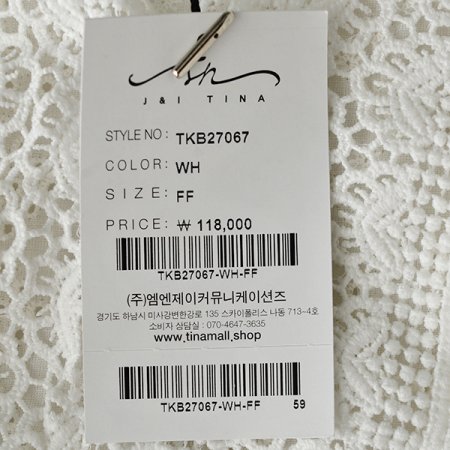 J & I TINA
STYLE NO : TKB27067
COLOR: WH
SIZE: FF
PRICE: ₩ 118,000
TKB27067-WH-FF
(주)엠엔제이커뮤니케이션즈
경기도 하남시 미사강변한강로 135 스카이폴리스 나동 713-4호
소비자 상담실 : 070-4647-3635
www.tinamall.shop
TKB27067-WH-FF 59